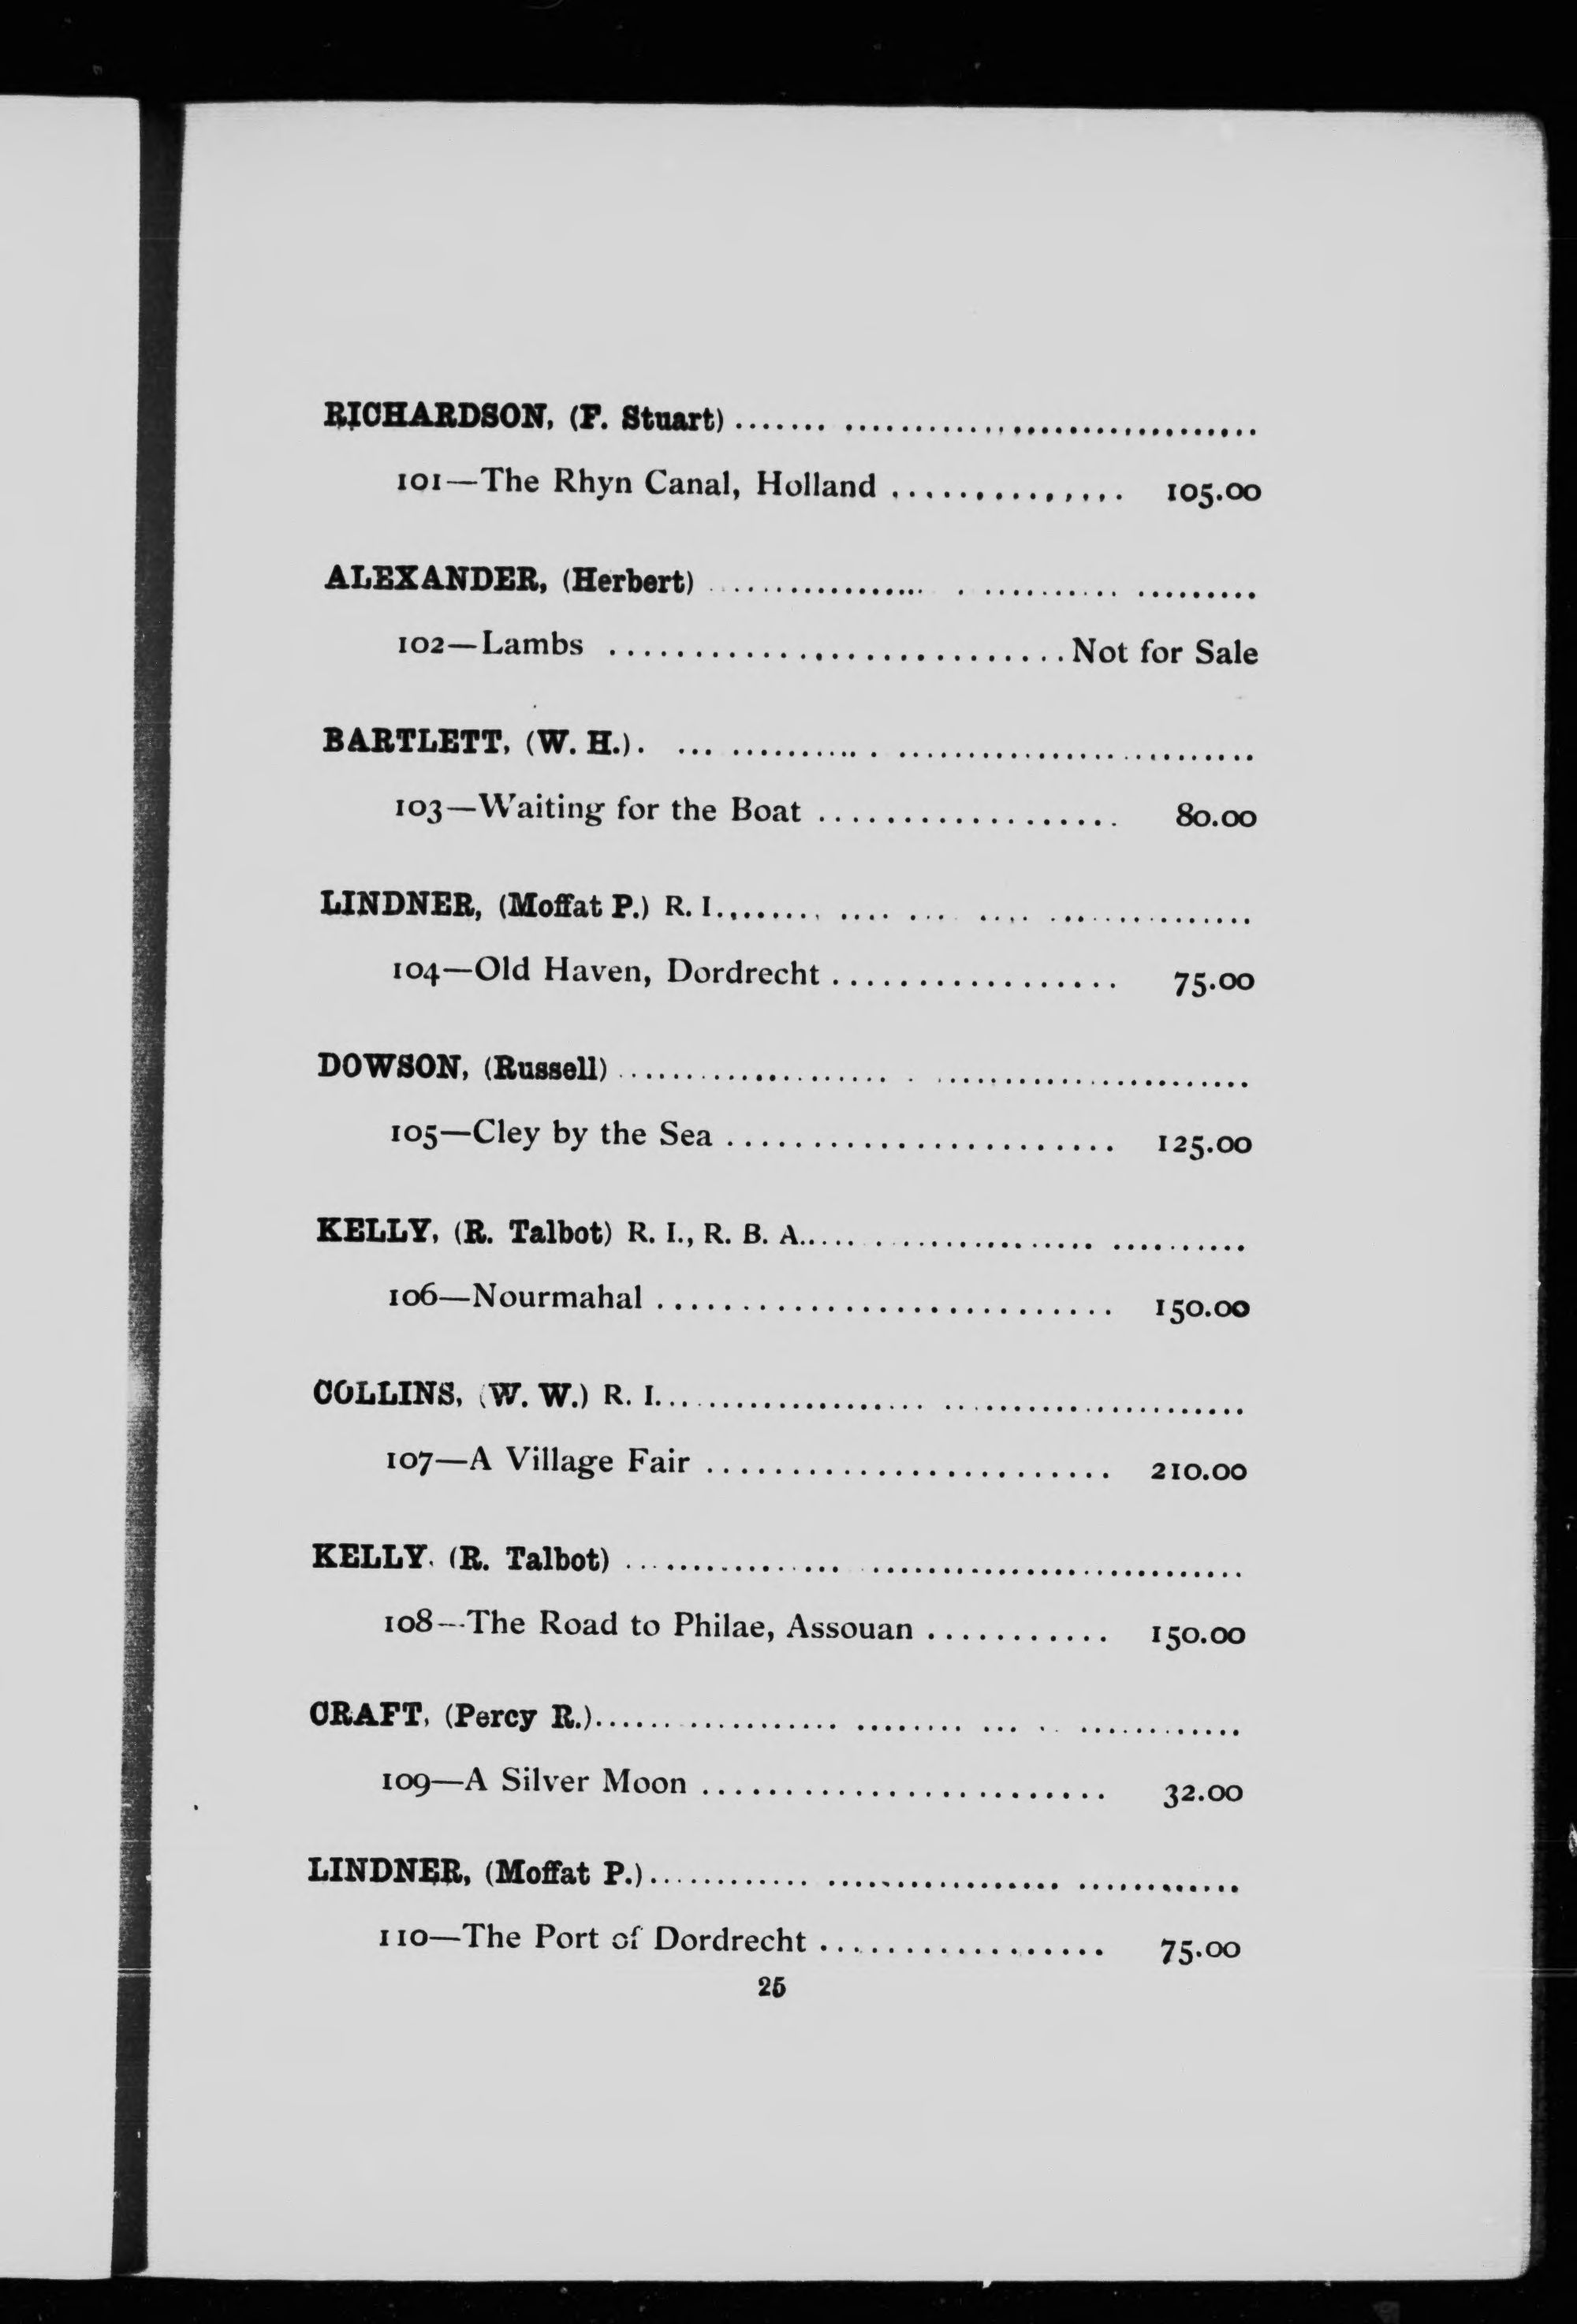 RICHARDSON, (F. Stuart) ........................................
101—The Rhyn Canal, Holland .............. 105.00
ALEXANDER, (Herbert) ........................................
102—Lambs ...........................Not for Sale
BARTLETT, (W. H.). ........................................
103—Waiting for the Boat .................. 80.00
LINDNER, (Moffat P.) R. I. ........................................
104—Old Haven, Dordrecht ................. 75.00
DOWSON, (Russell) ........................................
105—Cley by the Sea ....................... 125.00
KELLY, (R. Talbot) R. I., R. B. A. ........................................
106—Nourmahal ........................... 150.00
COLLINS, (W. W.) R. I. ........................................
107—A Village Fair ........................ 210.00
KELLY. (R. Talbot) ........................................
108—The Road to Philae, Assouan ........... 150.00
CRAFT, (Percy R.) ........................................
109—A Silver Moon ........................ 32.00
LINDNER, (Moffat P.) ........................................
110—The Port of Dordrecht ................. 75.00
25